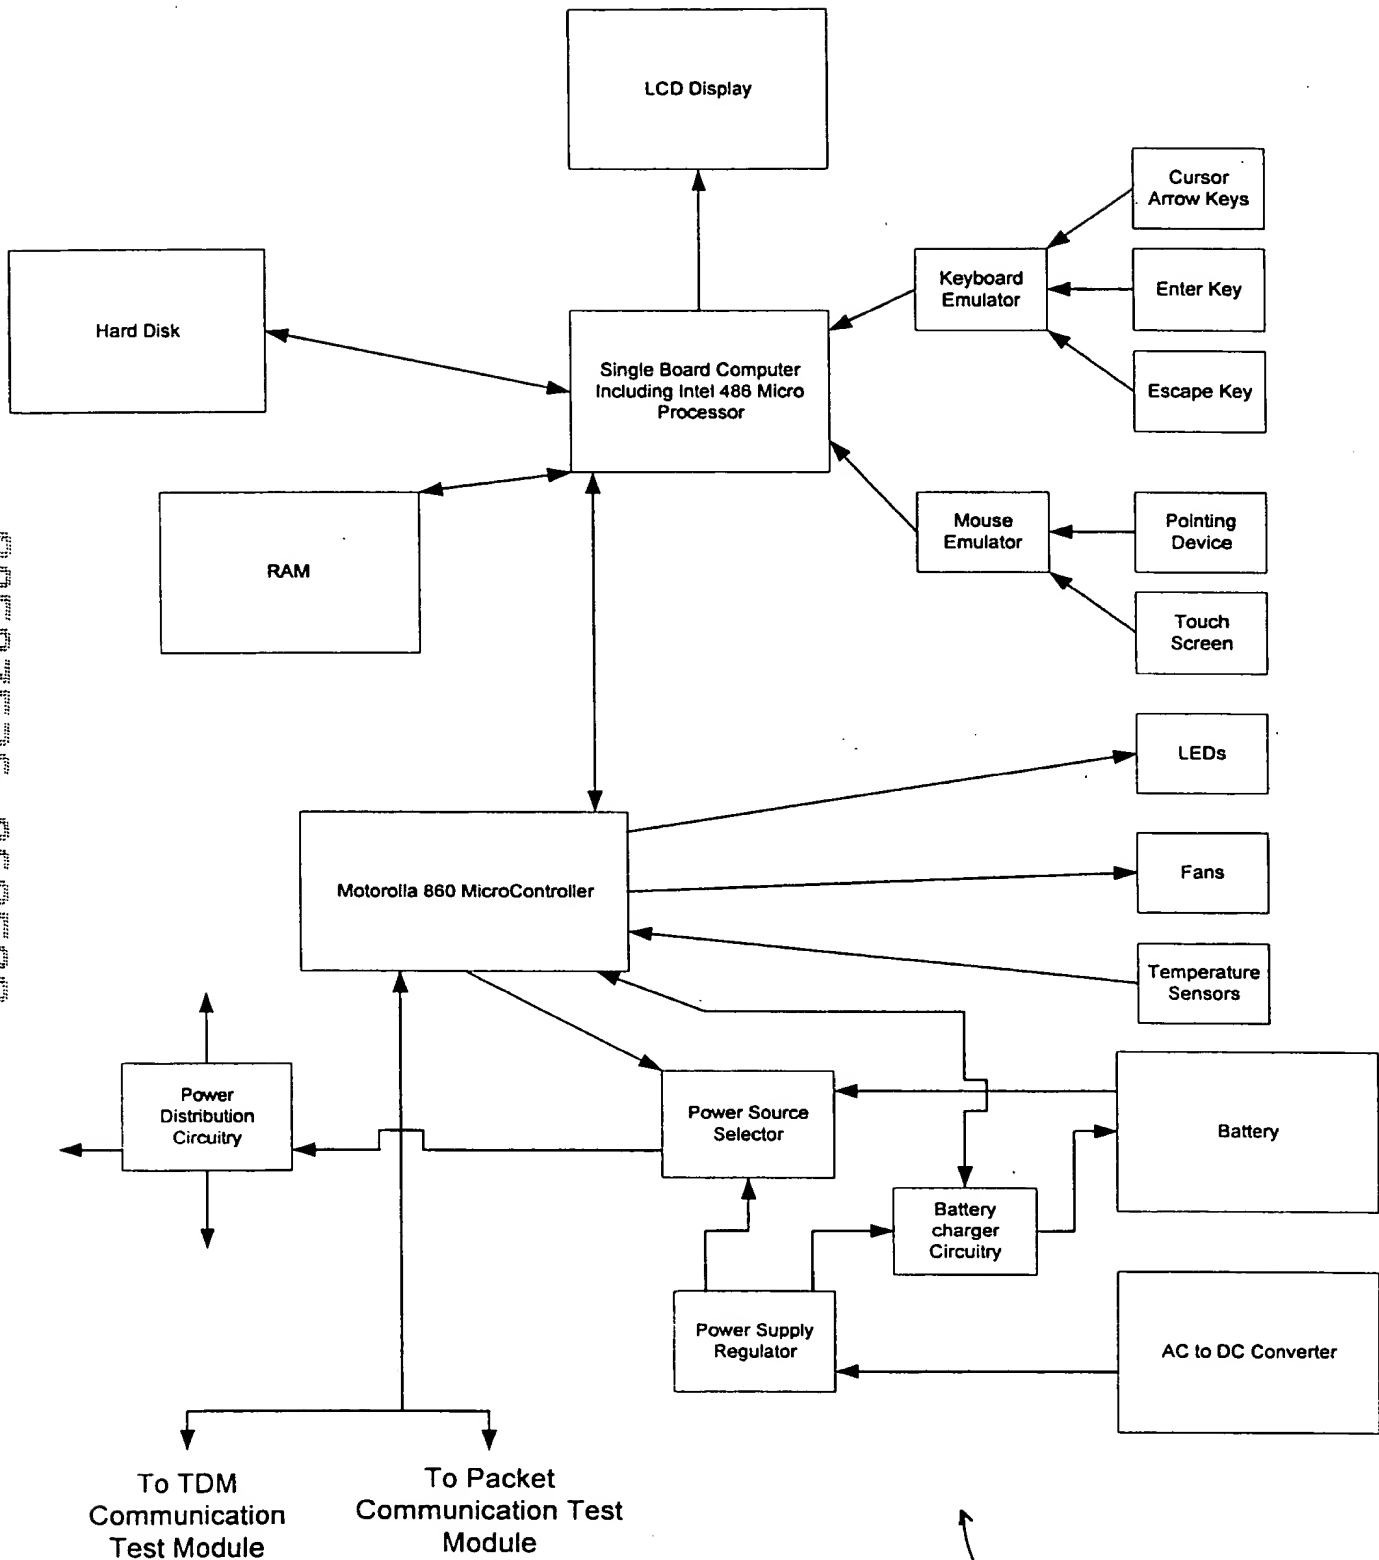 LCD Display
Cursor
Arrow Keys
Keyboard
Emulator
Enter Key
Hard Disk
Single Board Computer
Including Intel 486 Micro
Processor
Escape Key
Mouse
Emulator
Pointing
Device
RAM
Touch
Screen
LEDs
Motorolla 860 MicroController
Fans
Temperature
Sensors
Power
Distribution
Circuitry
Power Source
Selector
Battery
Battery
charger
Circuitry
Power Supply
Regulator
AC to DC Converter
To TDM
Communication
Test Module
To Packet
Communication Test
Module